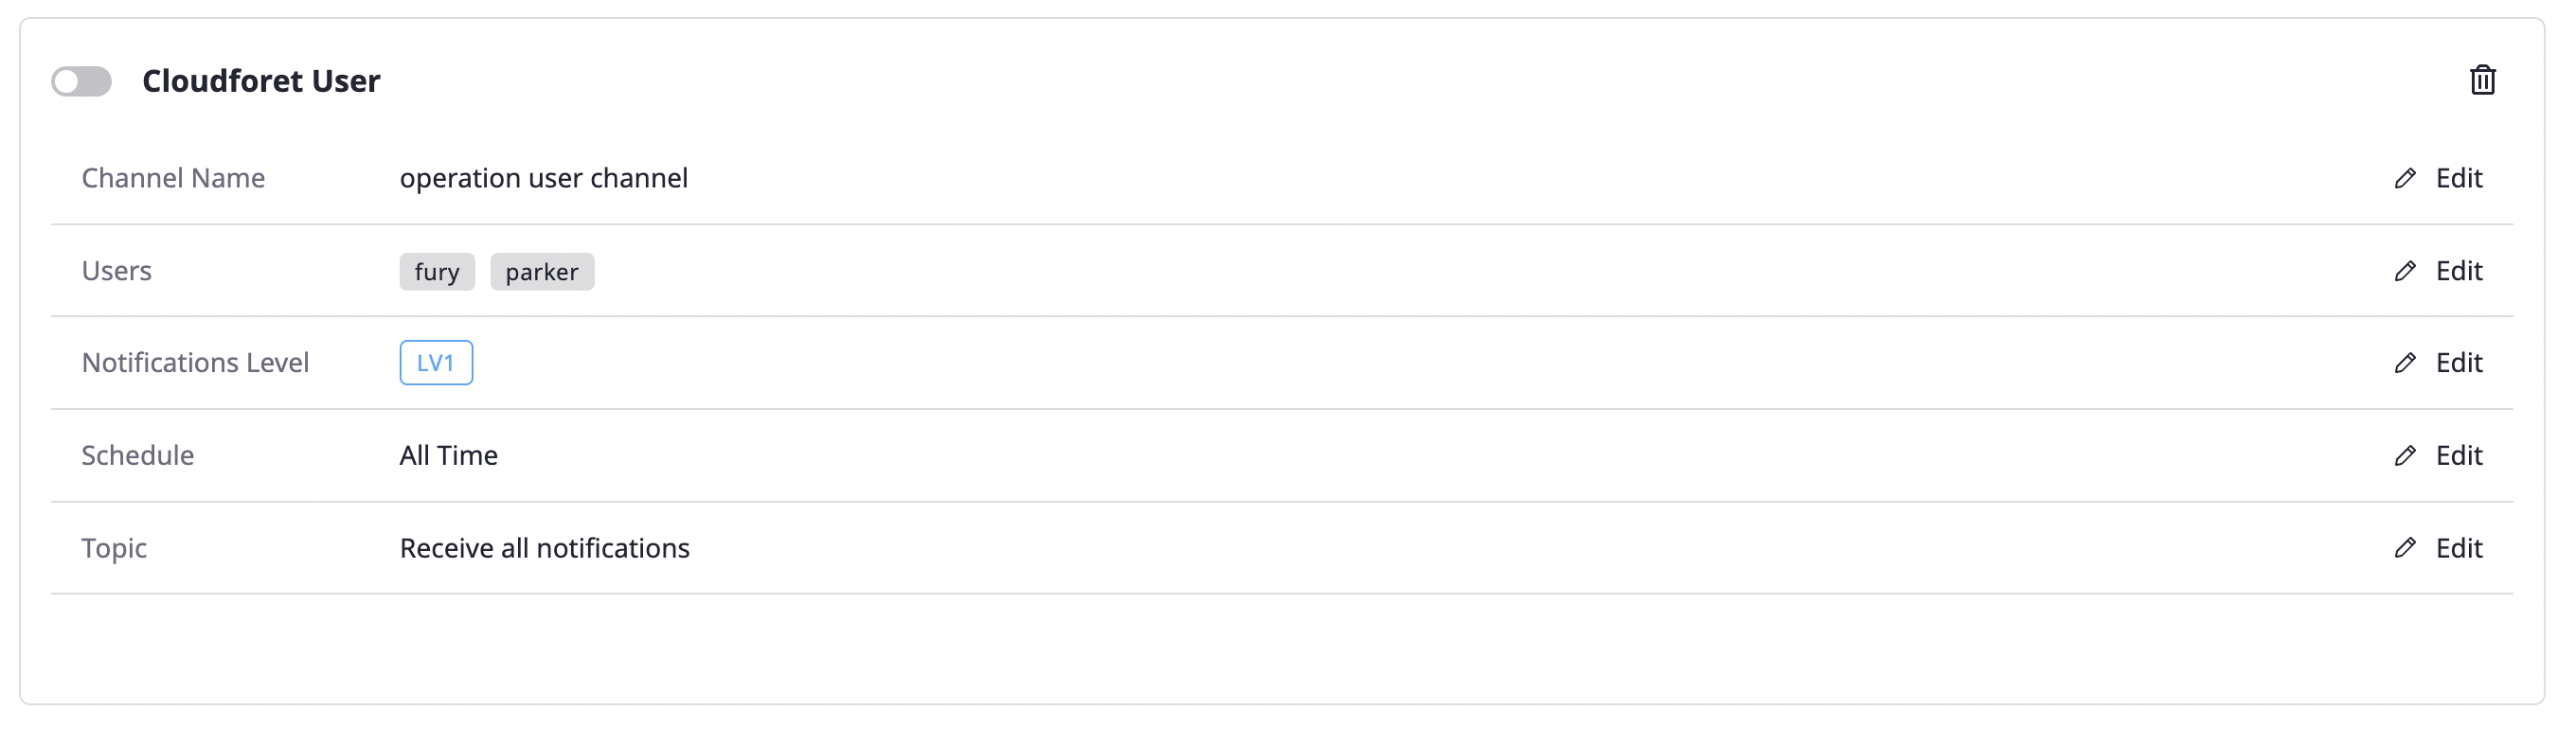 Cloudforet User
Channel Name operation user channel Edit
Users fury parker Edit
Notifications Level LV1 Edit
Schedule All Time Edit
Topic Receive all notifications Edit